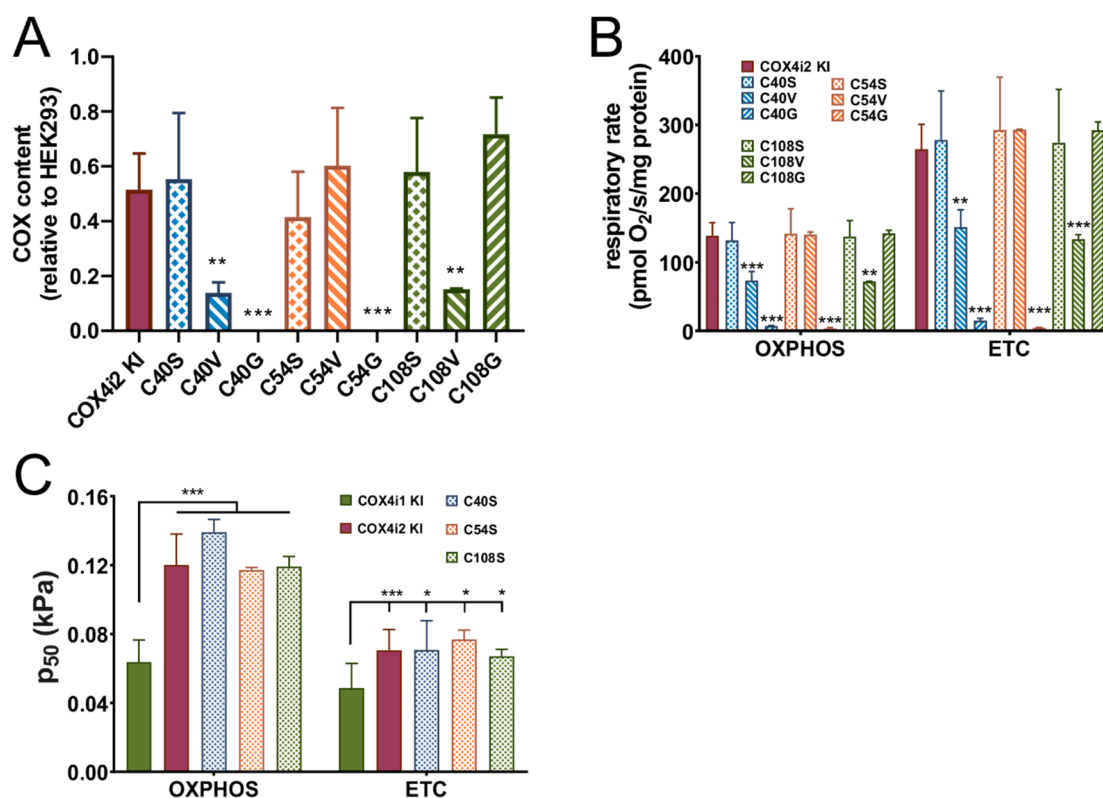 A
COX content
(relative to HEK293)
1.0
0.8
0.6
0.4
0.2
0.0
**
***
***
**
COX4i2 KI
C40S
C40V
C40G
C54S
C54V
C54G
C108S
C108V
C108G
B
respiratory rate
(pmol O₂/s/mg protein)
400
300
200
100
0
COX4i2 KI
C40S
C40V
C40G
C54S
C54V
C54G
C108S
C108V
C108G
***
***
***
**
**
***
***
***
OXPHOS
ETC
C
p₅₀ (kPa)
0.16
0.12
0.08
0.04
0.00
***
COX4i1 KI
COX4i2 KI
C40S
C54S
C108S
***
*
*
*
OXPHOS
ETC